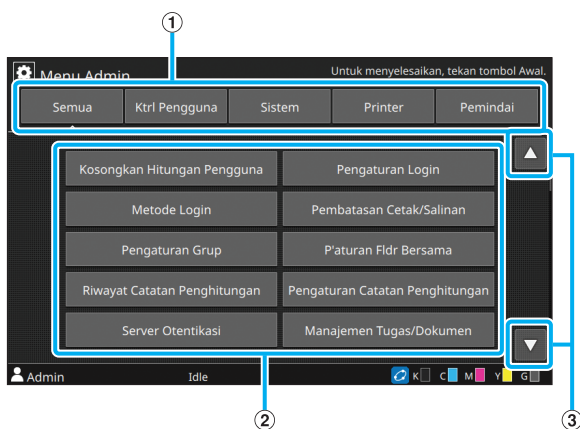 ①
Menu Admin
Untuk menyelesaikan, tekan tombol Awal.
Semua Ktrl Pengguna Sistem Printer Pemindai
Kosongkan Hitungan Pengguna Pengaturan Login
Metode Login Pembatasan Cetak/Salinan
Pengaturan Grup P'aturan Fldr Bersama
Riwayat Catatan Penghitungan Pengaturan Catatan Penghitungan
Server Otentikasi Manajemen Tugas/Dokumen
Admin Idle K C M Y G
② ③